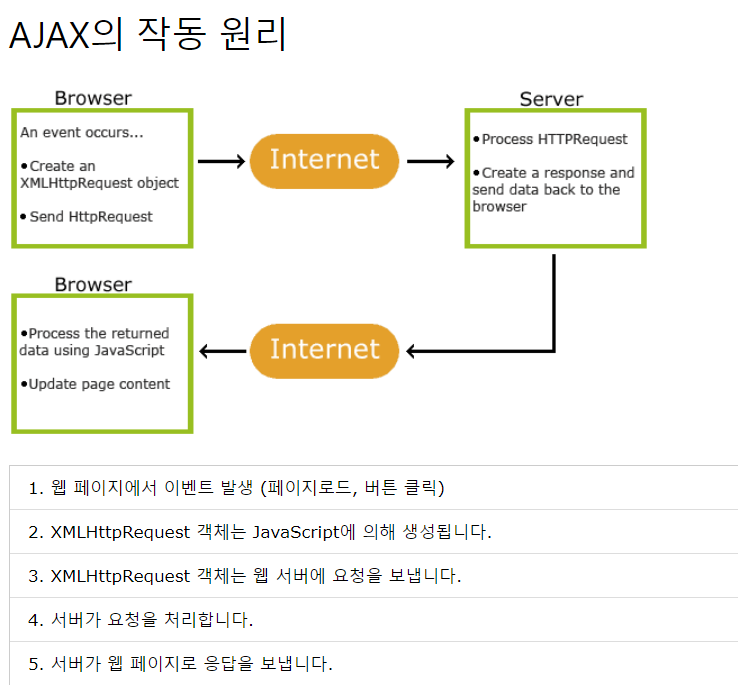 AJAX의 작동 원리
Browser
An event occurs...
•Create an
XMLHttpRequest object
• Send HttpRequest
Internet
Server
•Process HTTPRequest
•Create a response and
send data back to the
browser
Browser
•Process the returned
data using JavaScript
•Update page content
Internet
1. 웹 페이지에서 이벤트 발생 (페이지로드, 버튼 클릭)
2. XMLHttpRequest 객체는 JavaScript에 의해 생성됩니다.
3. XMLHttpRequest 객체는 웹 서버에 요청을 보냅니다.
4. 서버가 요청을 처리합니다.
5. 서버가 웹 페이지로 응답을 보냅니다.